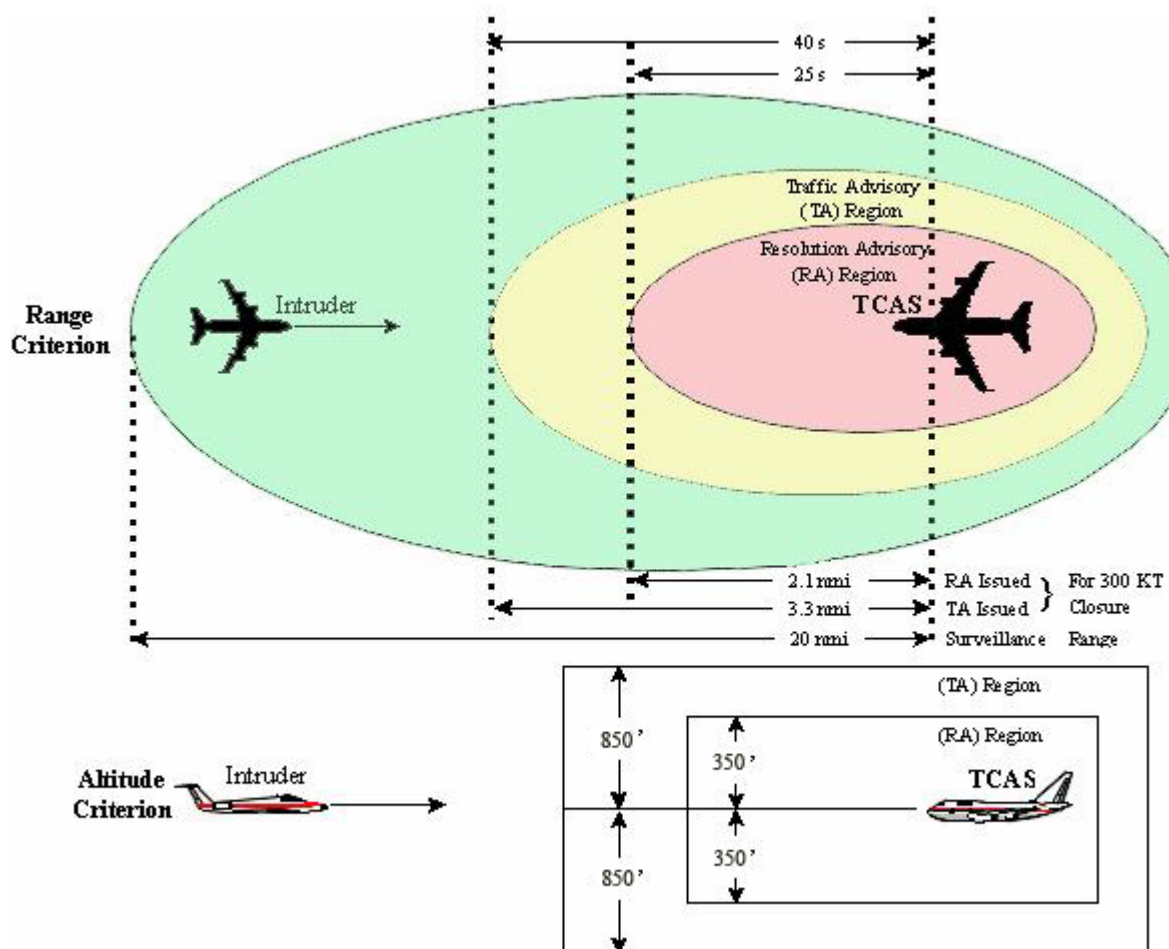 40 s
25 s
Traffic Advisory
(TA) Region
Resolution Advisory
(RA) Region
TCAS
Intruder
Range
Criterion
2.1 nmi RA Issued } For 300 KT
3.3 nmi TA Issued Closure
20 nmi Surveillance Range
(TA) Region
850’
(RA) Region
350’
Altitude
Criterion
Intruder
TCAS
350’
850’